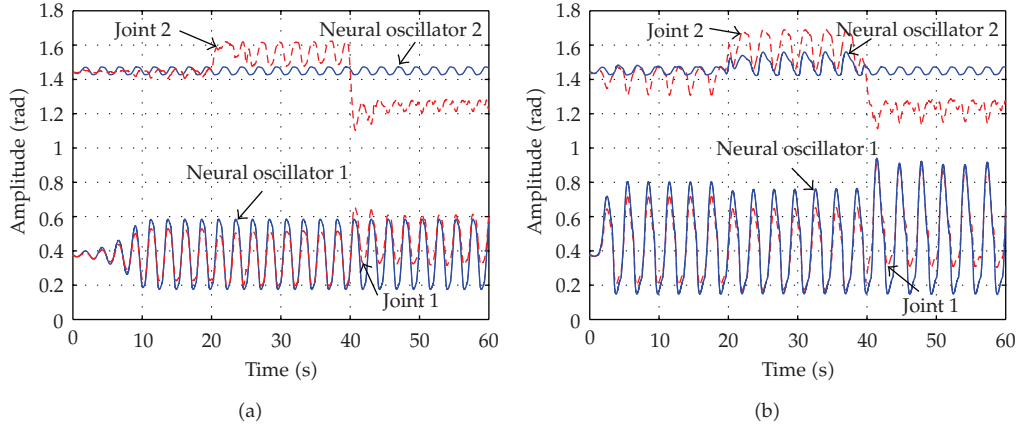 1.8
1.6
1.4
1.2
1
0.8
0.6
0.4
0.2
0
Amplitude (rad)
Joint 2
Neural oscillator 2
Neural oscillator 1
Joint 1
0 10 20 30 40 50 60
Time (s)
(a)
1.8
1.6
1.4
1.2
1
0.8
0.6
0.4
0.2
0
Amplitude (rad)
Joint 2
Neural oscillator 2
Neural oscillator 1
Joint 1
0 10 20 30 40 50 60
Time (s)
(b)